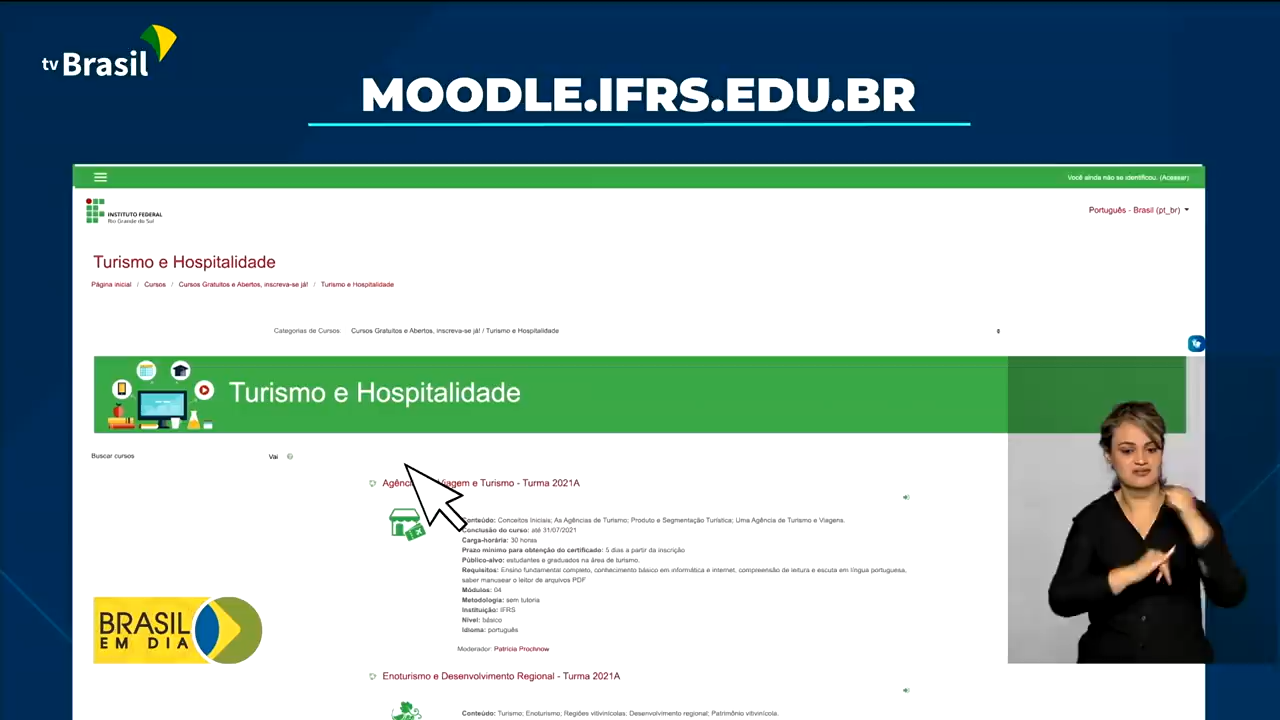 tv Brasil
MOODLE.IFRS.EDU.BR
Você ainda não se identificou. (Acessar)
INSTITUTO FEDERAL
Rio Grande do Sul
Português - Brasil (pt_br)
Turismo e Hospitalidade
Página inicial / Cursos / Cursos Gratuitos e Abertos, inscreva-se já! / Turismo e Hospitalidade
Categorias de Cursos: Cursos Gratuitos e Abertos, inscreva-se já! / Turismo e Hospitalidade
Turismo e Hospitalidade
Buscar cursos Vai
Viagem e Turismo - Turma 2021A
Conteúdo: Conceitos Iniciais; As Agências de Turismo; Produto e Segmentação Turística; Uma Agência de Turismo e Viagens.
Conclusão do curso: até 31/07/2021
Carga-horária: 30 horas
Prazo mínimo para obtenção do certificado: 5 dias a partir da inscrição
Público-alvo: estudantes e graduados na área de turismo.
Requisitos: Ensino fundamental completo, conhecimento básico em informática e internet, compreensão de leitura e escuta em língua portuguesa,
saber manusear o leitor de arquivos PDF
Módulos: 04
Metodologia: sem tutoria
Instituição: IFRS
Nível: básico
Idioma: português
Moderador: Patricia Prochnow
Enoturismo e Desenvolvimento Regional - Turma 2021A
Conteúdo: Turismo; Enoturismo; Regiões vitivinícolas; Desenvolvimento regional; Patrimônio vitivinícola.
BRASIL
EM DIA